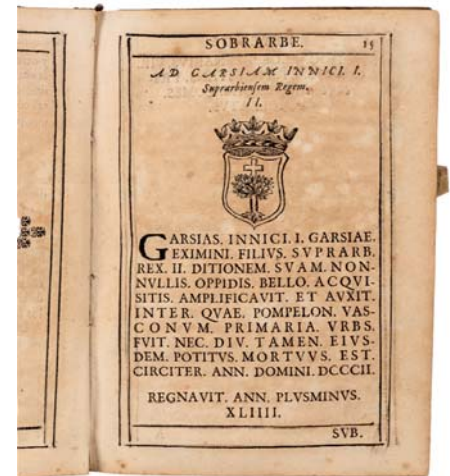 SOBRARBE. 15
AD GARSIAM INNICI. I.
Suprarbiensem Regem.
II.
GARSIAS. INNICI. I. GARSIAE.
EXIMINI. FILIVS. SVPRARB.
REX. II. DITIONEM. SVAM. NON-
NVLLIS. OPPIDIS. BELLO. ACQVI-
SITIS. AMPLIFICAVIT. ET AVXIT.
INTER. QVAE. POMPELON. VAS-
CONVM. PRIMARIA. VRBS.
FVIT. NEC. DIV. TAMEN. EIVS-
DEM. POTITVS. MORTVVS. EST.
CIRCITER. ANN. DOMINI. DCCCII.
REGNAVIT. ANN. PLVSMINVS.
XLIIII.
SVB.